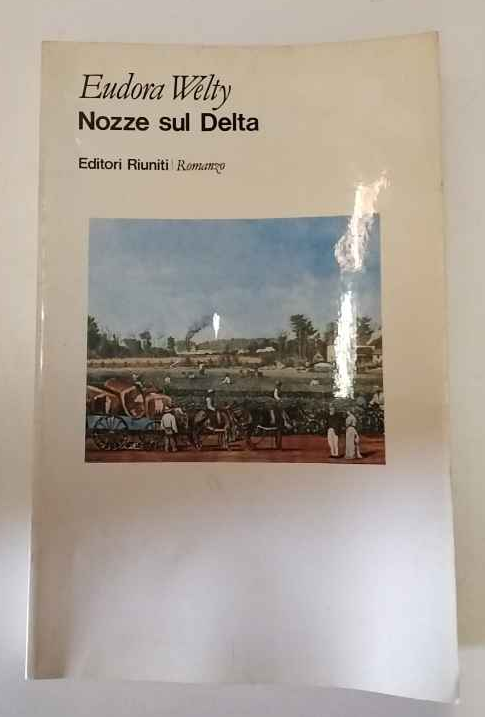 Eudora Welty
Nozze sul Delta
Editori Riuniti | Romanzo